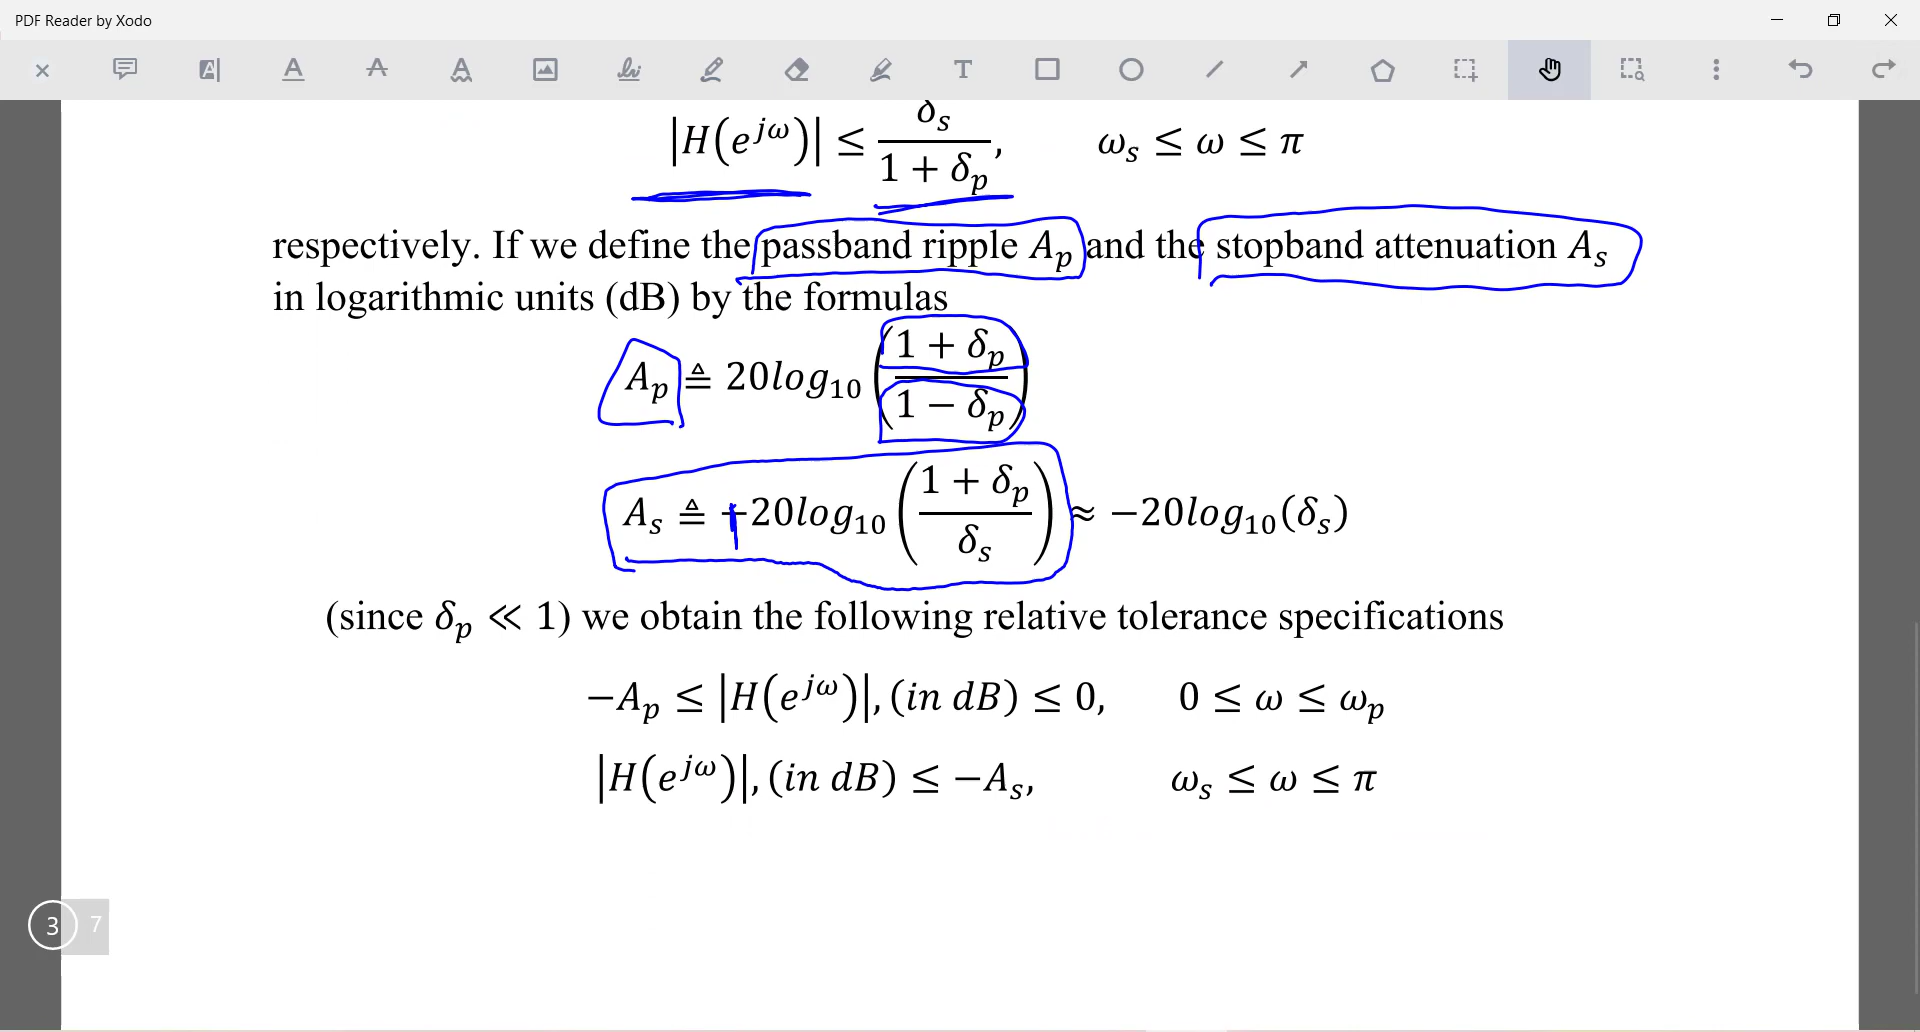 PDF Reader by Xodo
|H(e^{jω})| ≤ δ_s / (1 + δ_p), ω_s ≤ ω ≤ π
respectively. If we define the passband ripple A_p and the stopband attenuation A_s
in logarithmic units (dB) by the formulas
A_p ≜ 20log_{10} ((1 + δ_p) / (1 − δ_p))
A_s ≜ +20log_{10} ((1 + δ_p) / δ_s) ≈ −20log_{10}(δ_s)
(since δ_p ≪ 1) we obtain the following relative tolerance specifications
−A_p ≤ |H(e^{jω})|, (in dB) ≤ 0, 0 ≤ ω ≤ ω_p
|H(e^{jω})|, (in dB) ≤ −A_s, ω_s ≤ ω ≤ π
3 7